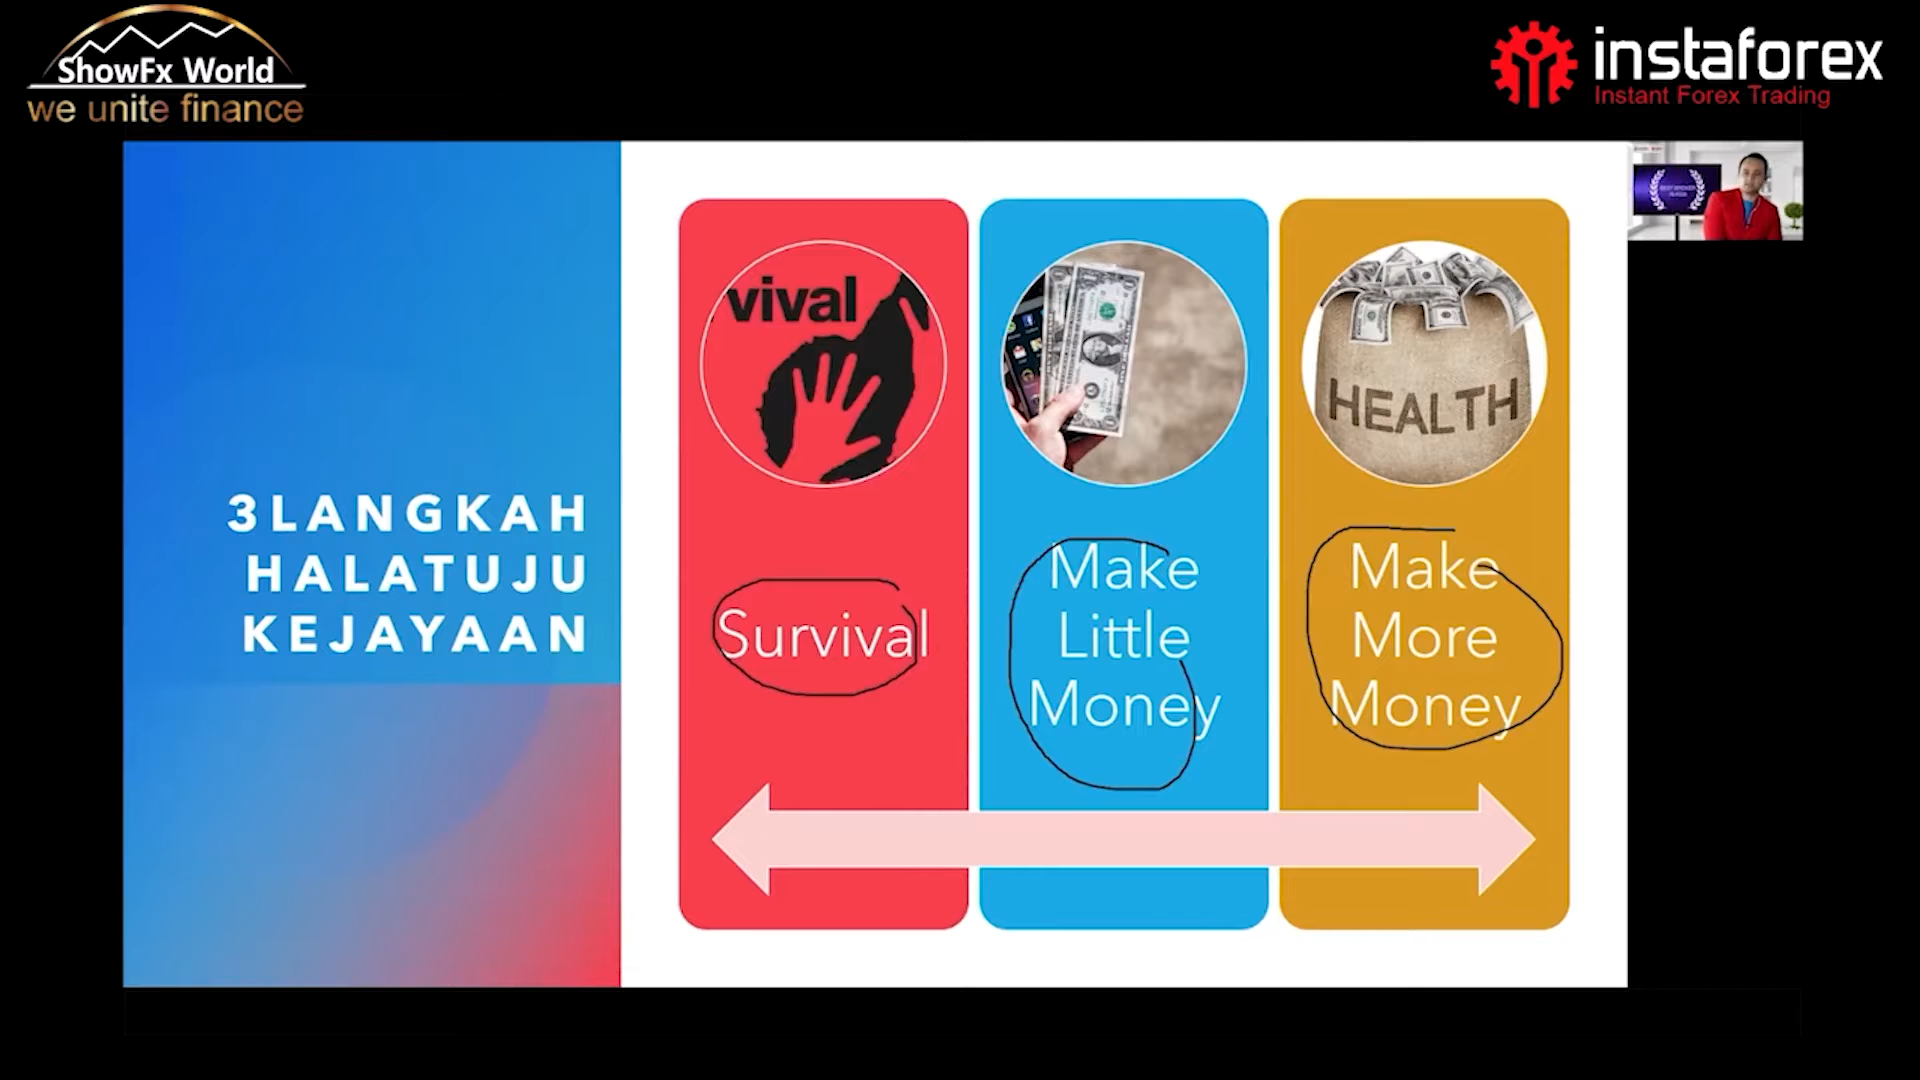 ShowFx World
we unite finance
instaforex
Instant Forex Trading
3 LANGKAH
HALATUJU
KEJAYAAN
vival
HEALTH
Survival
Make
Little
Money
Make
More
Money